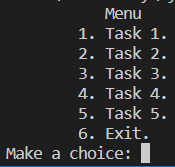 Menu
1. Task 1.
2. Task 2.
3. Task 3.
4. Task 4.
5. Task 5.
6. Exit.
Make a choice: